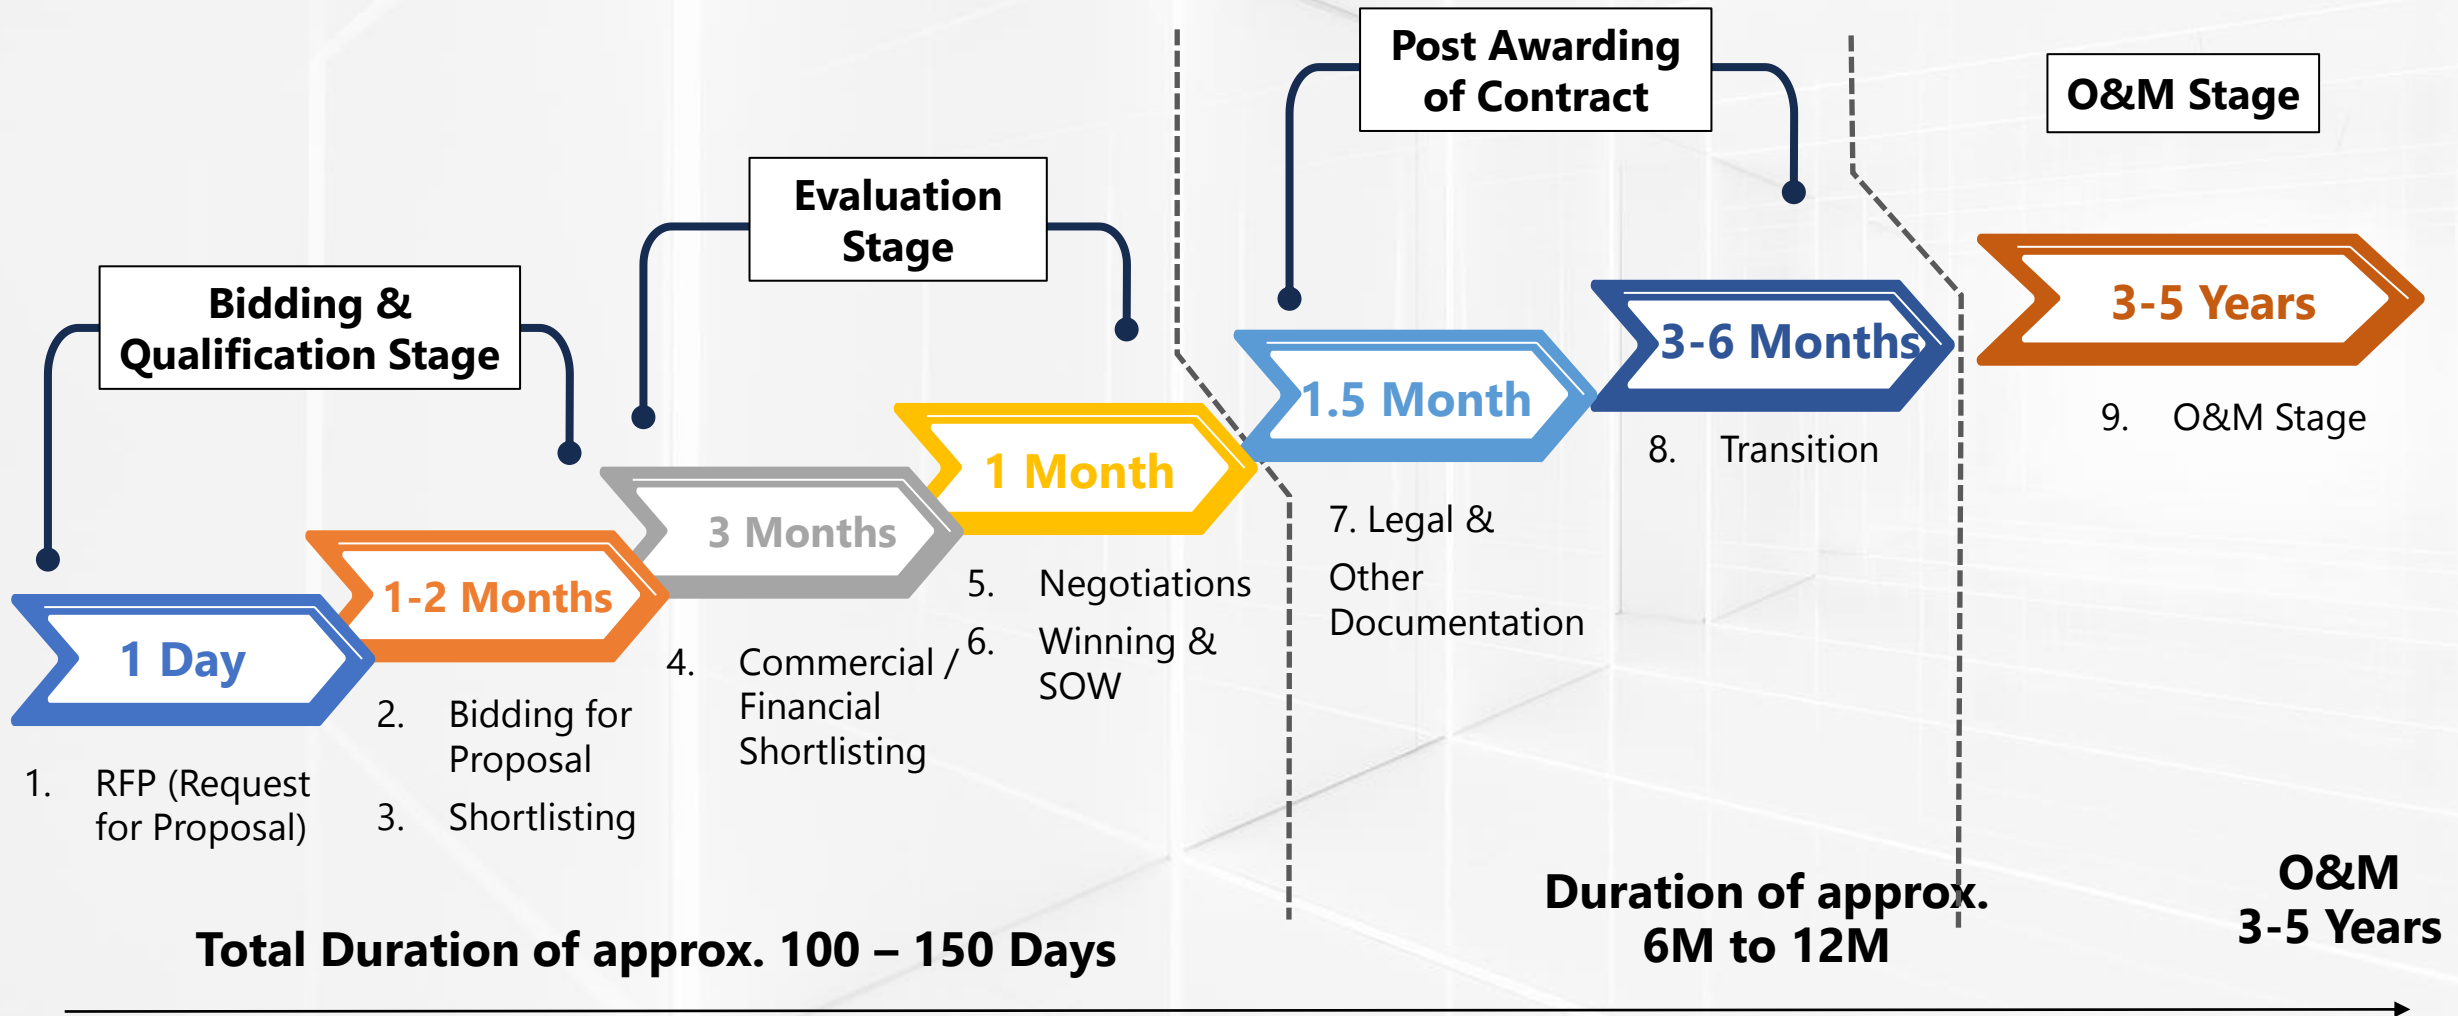 Bidding &
Qualification Stage
Evaluation
Stage
Post Awarding
of Contract
O&M Stage
1 Day
1. RFP (Request
for Proposal)
1-2 Months
2. Bidding for
Proposal
3. Shortlisting
3 Months
4. Commercial /
Financial
Shortlisting
1 Month
5. Negotiations
6. Winning &
SOW
1.5 Month
7. Legal &
Other
Documentation
3-6 Months
8. Transition
3-5 Years
9. O&M Stage
Total Duration of approx. 100 – 150 Days
Duration of approx.
6M to 12M
O&M
3-5 Years